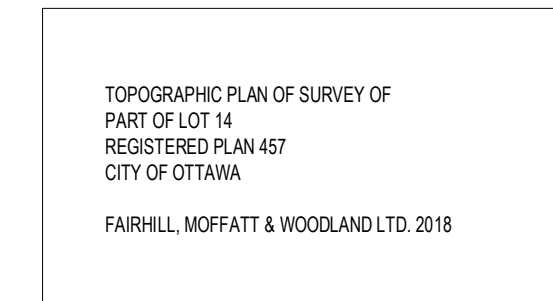 TOPOGRAPHIC PLAN OF SURVEY OF
PART OF LOT 14
REGISTERED PLAN 457
CITY OF OTTAWA
FAIRHILL, MOFFATT & WOODLAND LTD. 2018